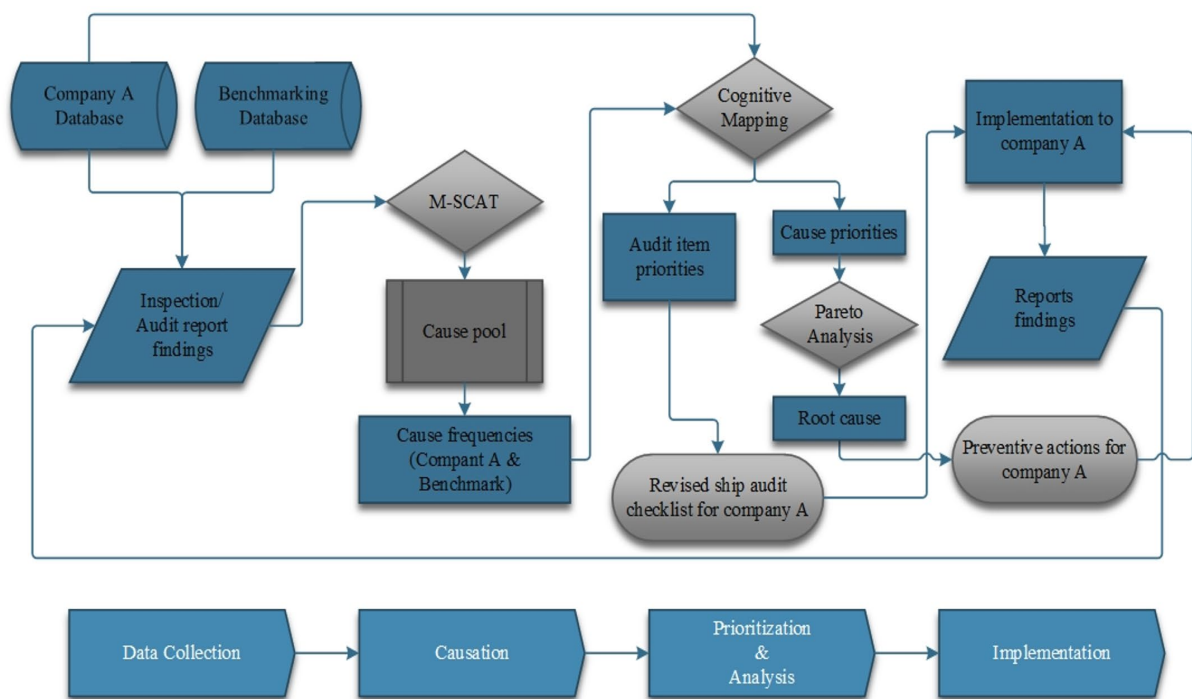 Company A
Database
Benchmarking
Database
Inspection/
Audit report
findings
M-SCAT
Cause pool
Cause frequencies
(Compant A &
Benchmark)
Cognitive
Mapping
Audit item
priorities
Cause priorities
Pareto
Analysis
Root cause
Revised ship audit
checklist for company A
Preventive actions for
company A
Implementation to
company A
Reports
findings
Data Collection
Causation
Prioritization
&
Analysis
Implementation